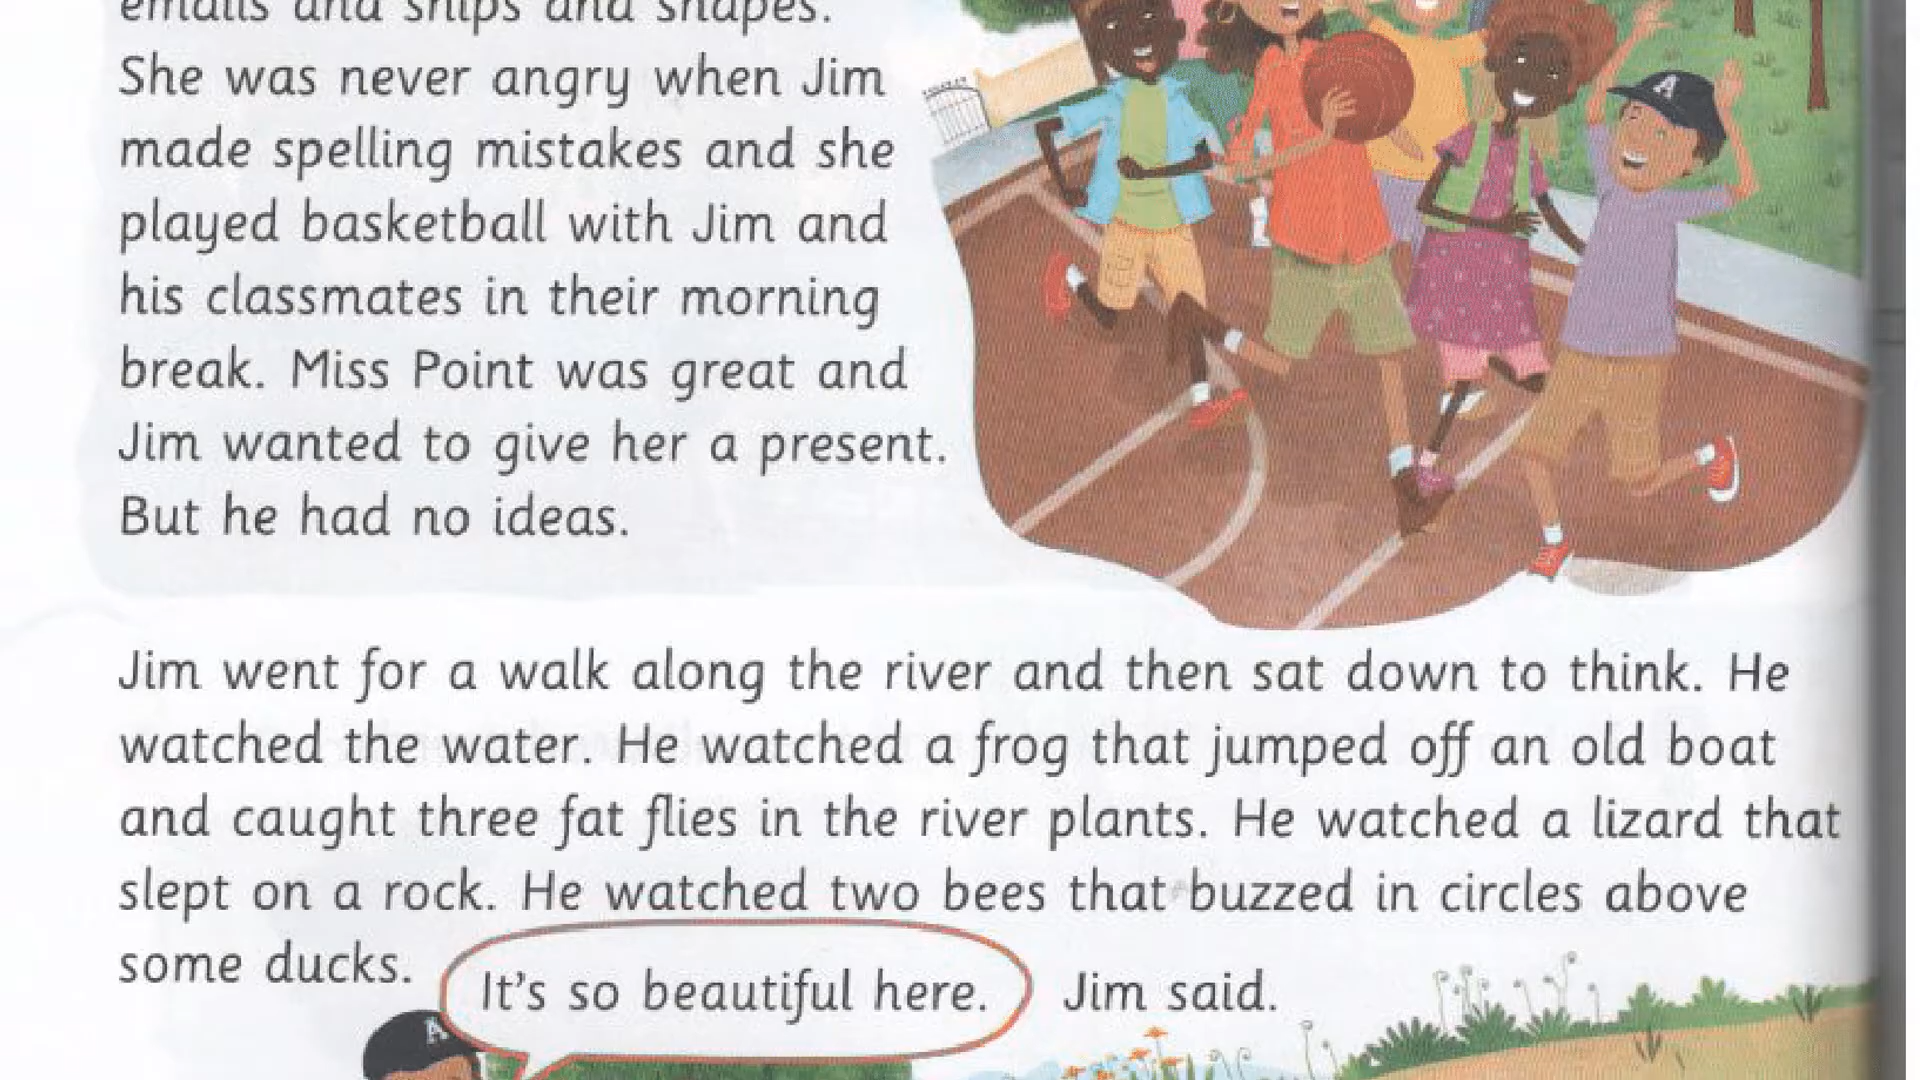 emails and ships and shapes.
She was never angry when Jim
made spelling mistakes and she
played basketball with Jim and
his classmates in their morning
break. Miss Point was great and
Jim wanted to give her a present.
But he had no ideas.
A
Jim went for a walk along the river and then sat down to think. He
watched the water. He watched a frog that jumped off an old boat
and caught three fat flies in the river plants. He watched a lizard that
slept on a rock. He watched two bees that buzzed in circles above
some ducks.
It's so beautiful here. Jim said.
A